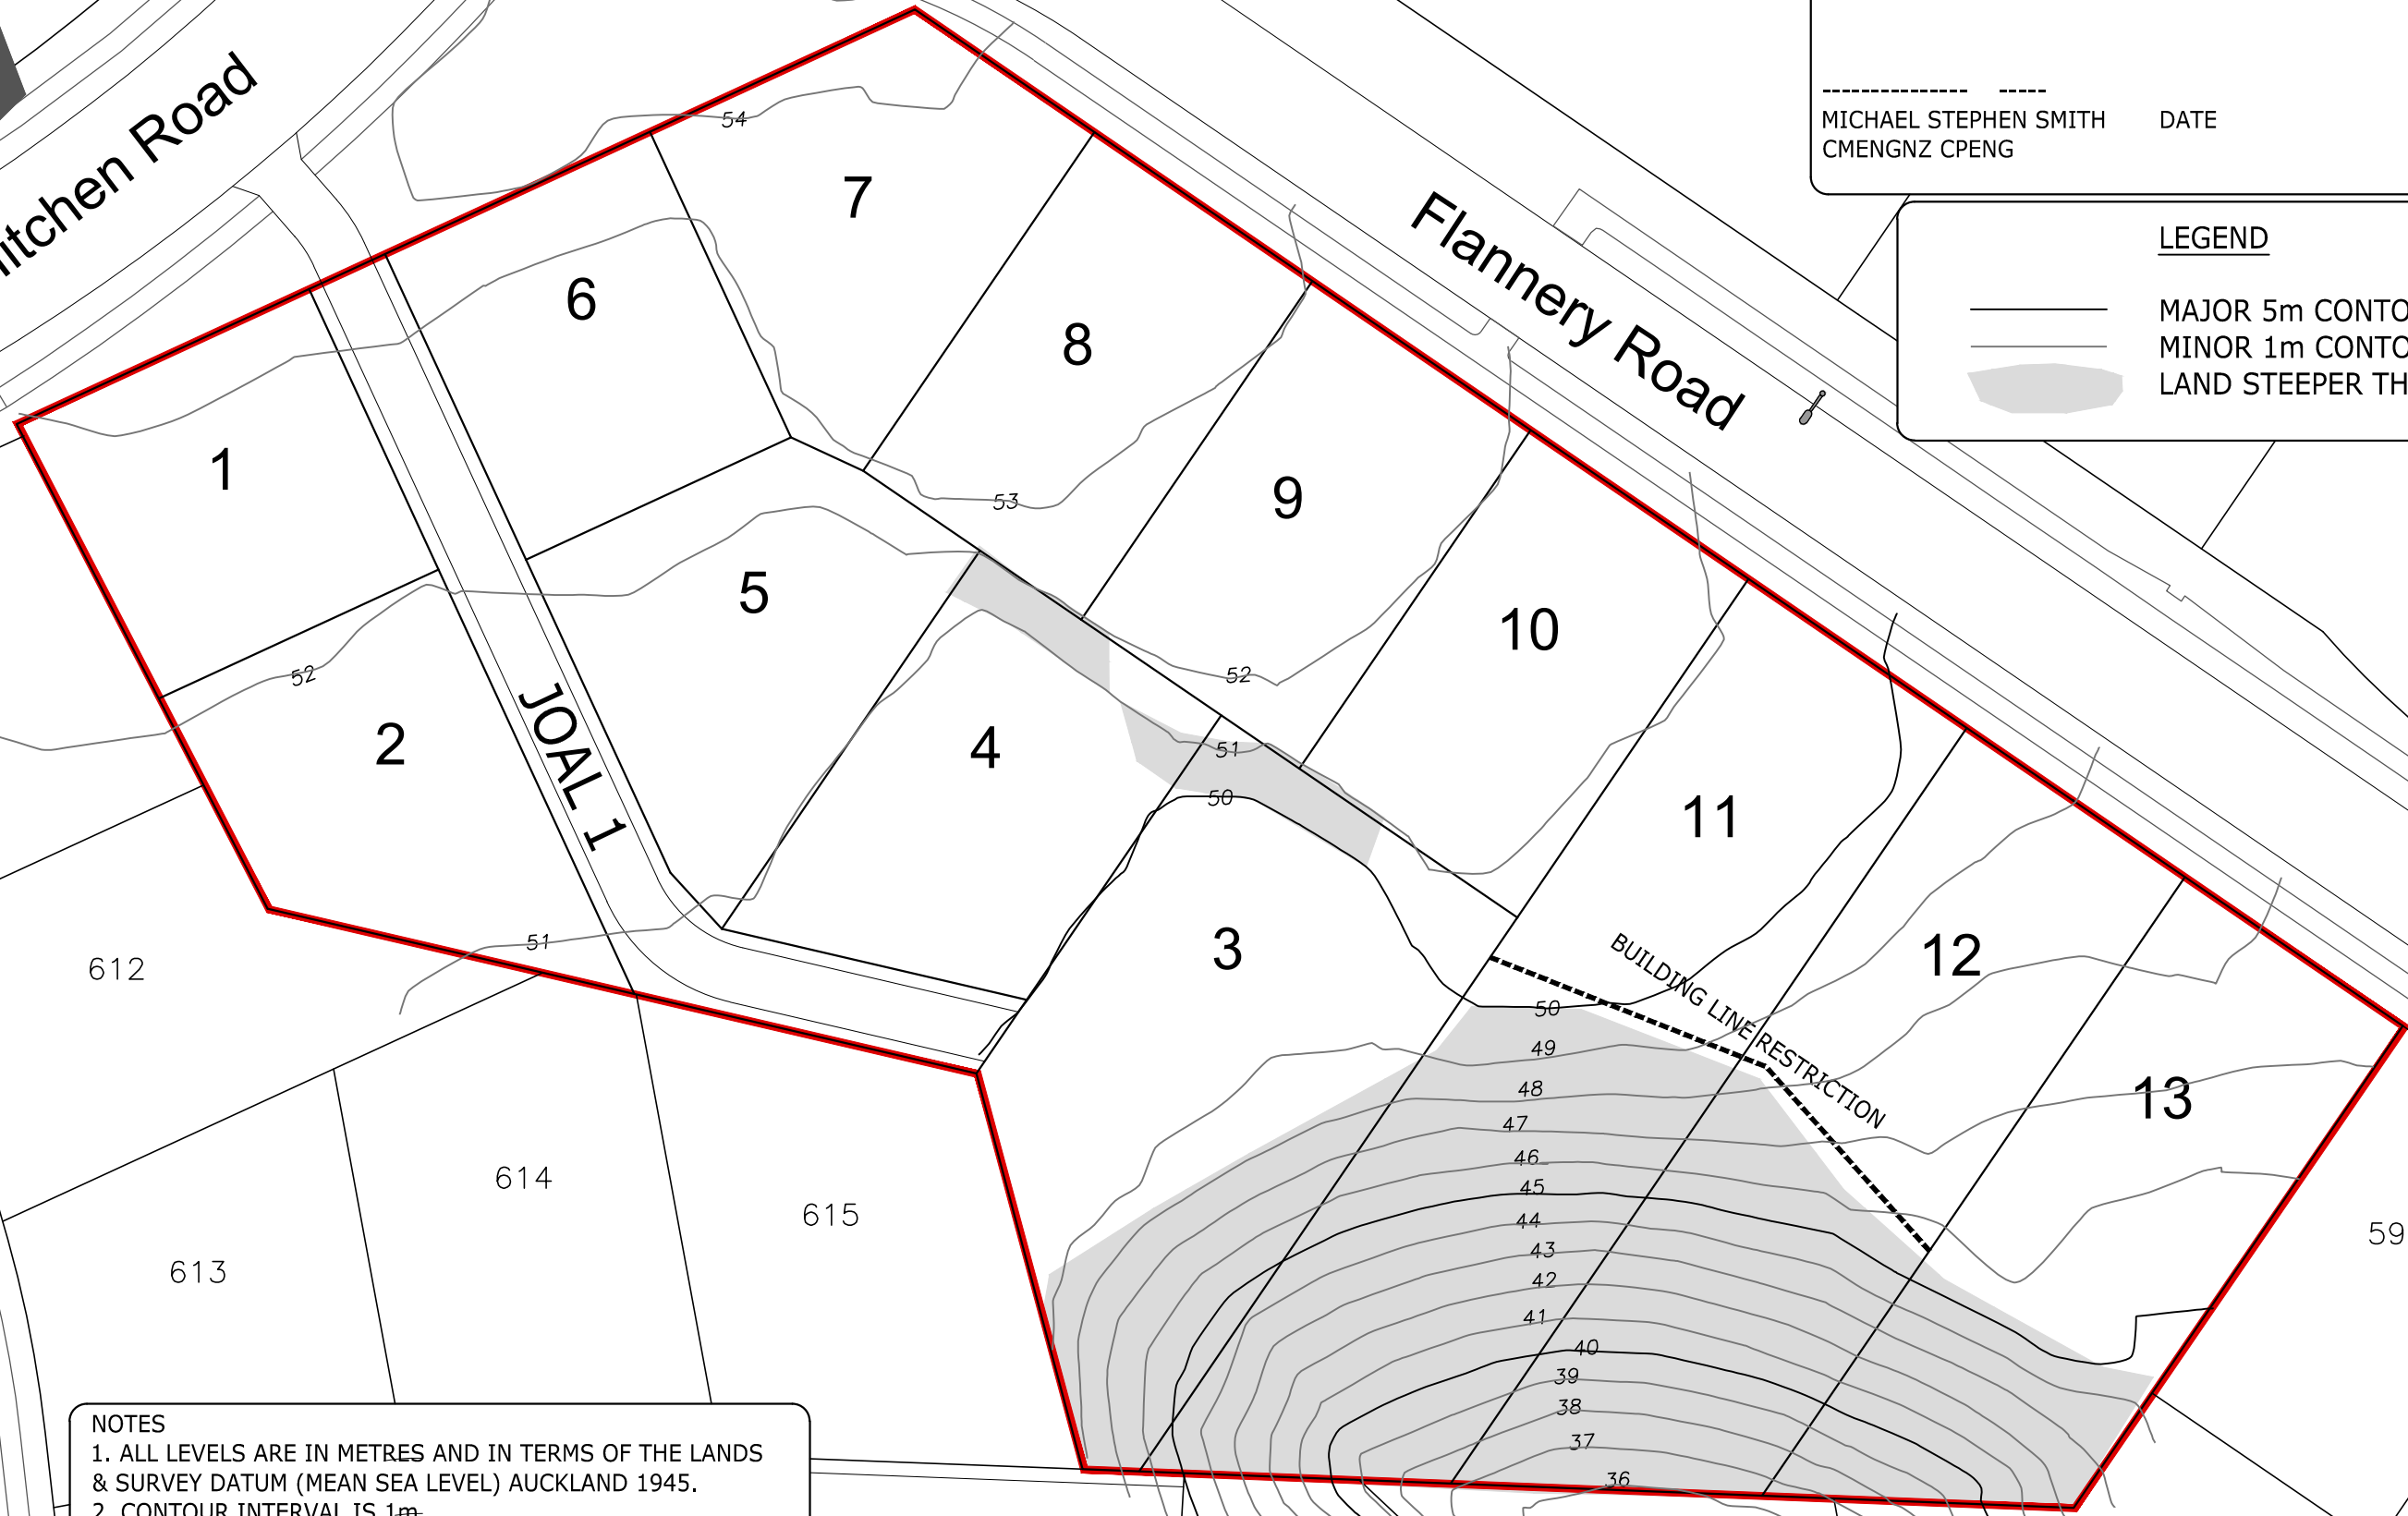 Road
Flannery Road
MICHAEL STEPHEN SMITH DATE
CMENGNZ CPENG
LEGEND
MAJOR 5m
MINOR 1m
LAND STEEPER
54
7
6
8
1
9
53
5
10
52
52
2
JOAL 1
4
51
50
11
51
3
12
BUILDING LINE RESTRICTION
612
50
49
48
13
47
46
45
614
615
44
59
43
613
42
41
40
39
38
37
36
NOTES
1. ALL LEVELS ARE IN METRES AND IN TERMS OF THE LANDS
& SURVEY DATUM (MEAN SEA LEVEL) AUCKLAND 1945.
2. CONTOUR INTERVAL IS 1m